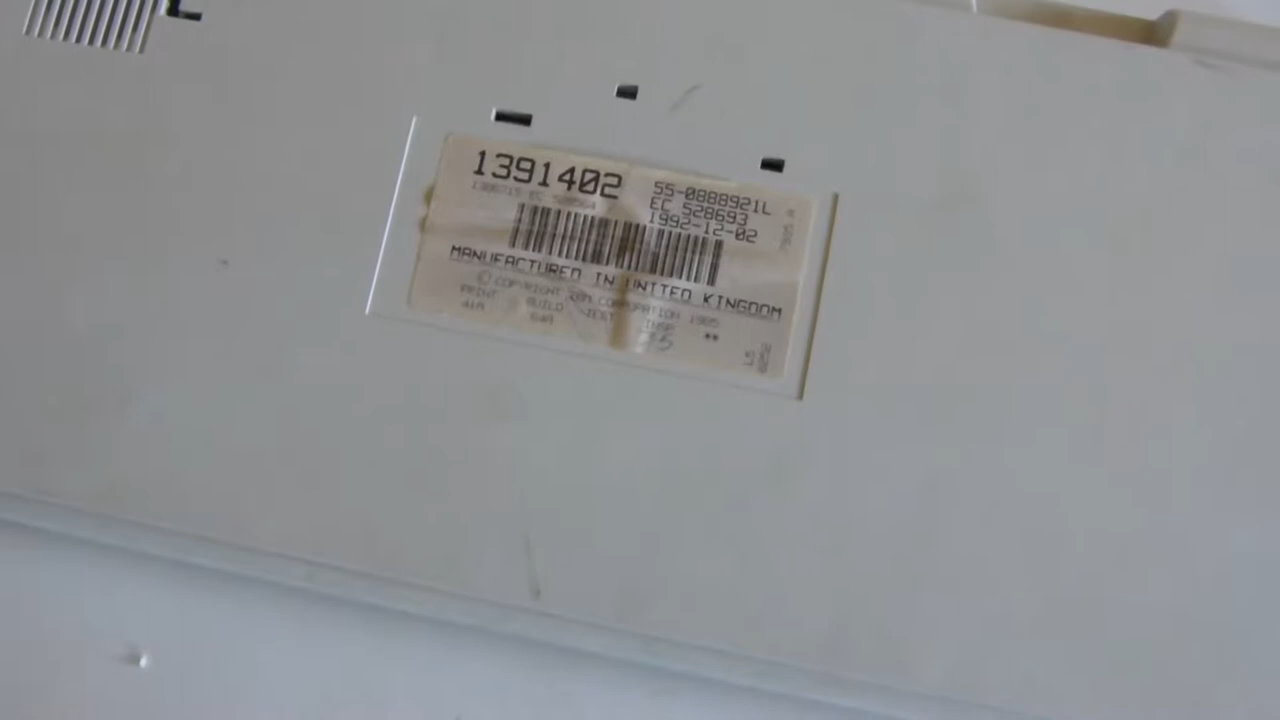 1391402
55-0888921L
EC 528693
1992-12-02
MANUFACTURED IN UNITED KINGDOM
© COPYRIGHT IBM CORPORATION 1985
PRINT BUILD TEST INSP
**